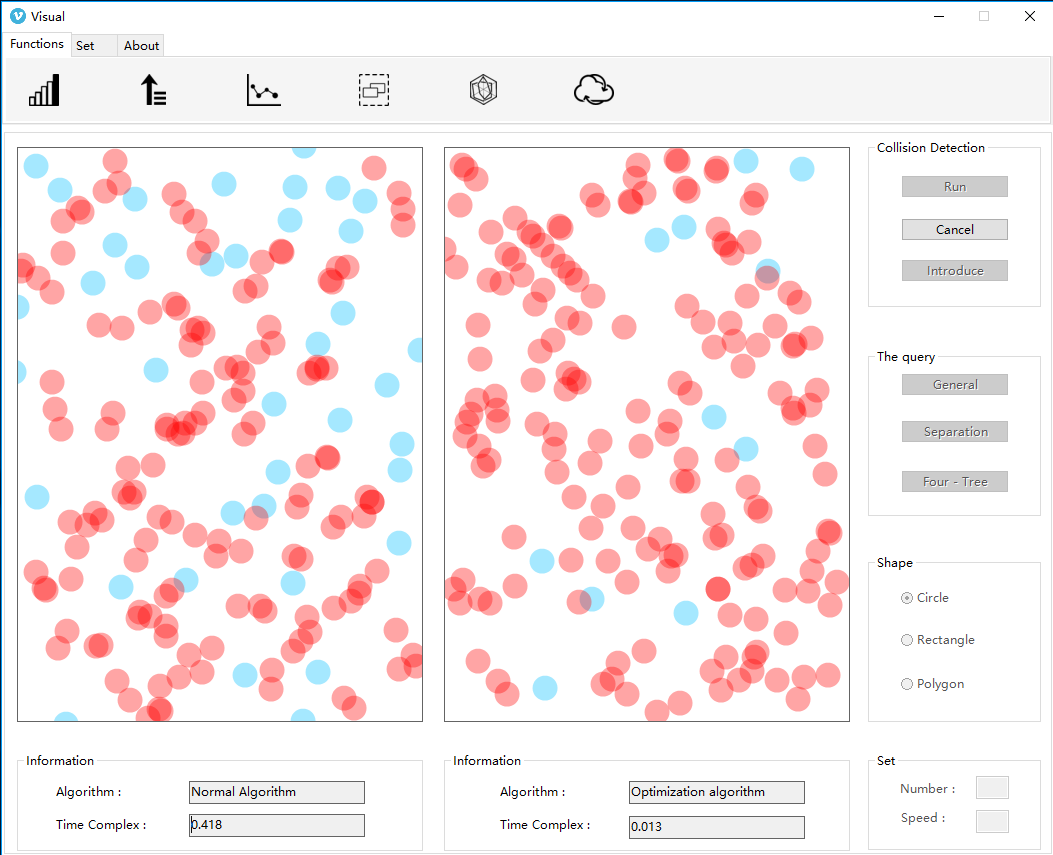 Visual
Functions Set About
Collision Detection
Run
Cancel
Introduce
The query
General
Separation
Four - Tree
Shape
Circle
Rectangle
Polygon
Information
Algorithm : Normal Algorithm
Time Complex : 0.418
Information
Algorithm : Optimization algorithm
Time Complex : 0.013
Set
Number :
Speed :